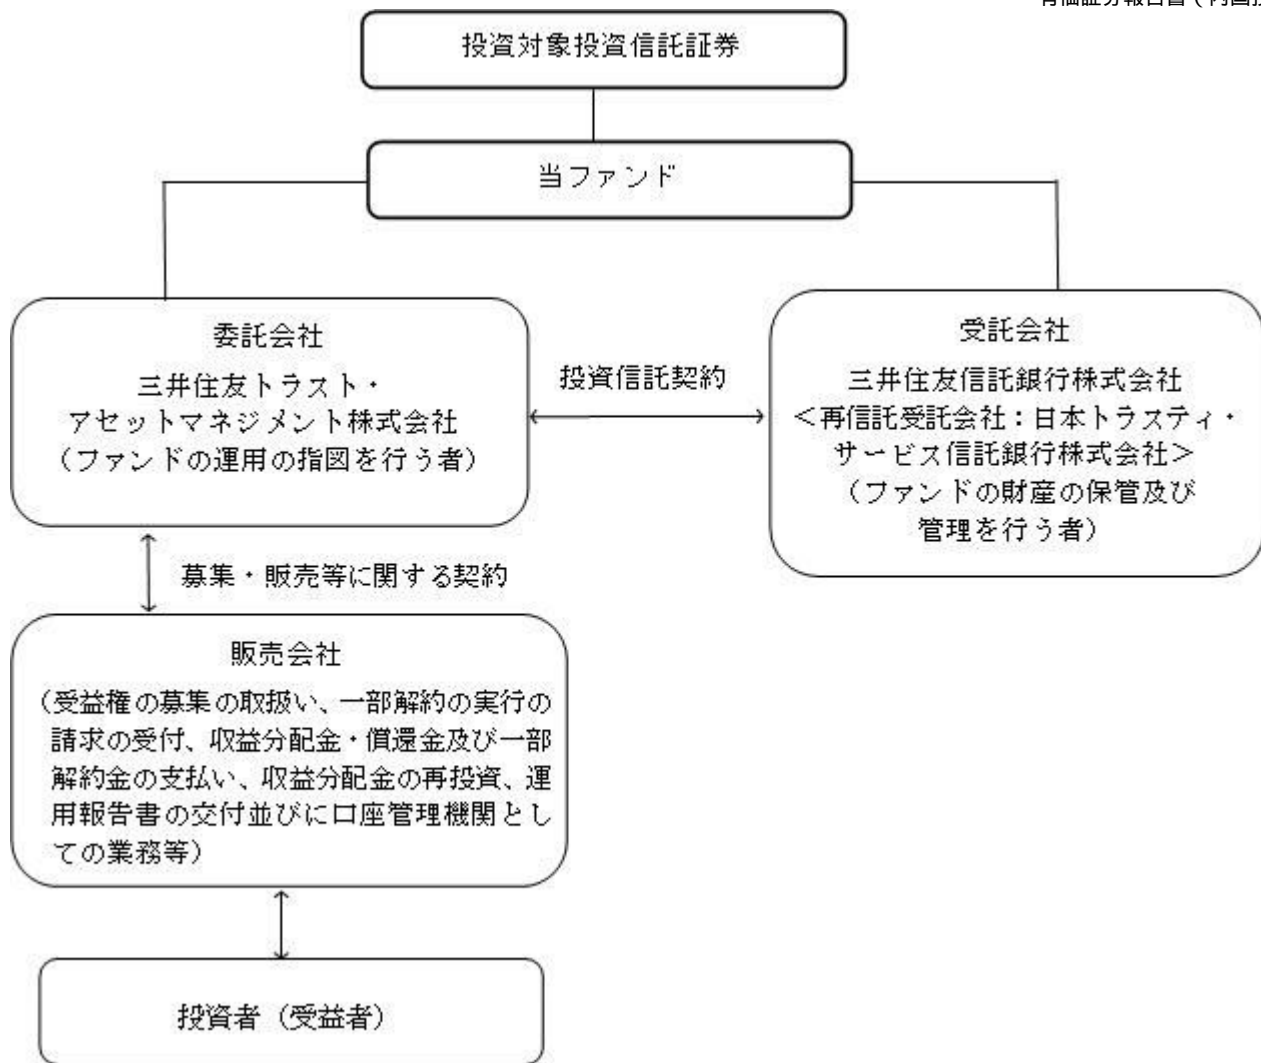 投資対象投資信託証券
当ファンド
委託会社
三井住友トラスト・
アセットマネジメント株式会社
（ファンドの運用の指図を行う者）
投資信託契約
受託会社
三井住友信託銀行株式会社
＜再信託受託会社：日本トラスティ・
サービス信託銀行株式会社＞
（ファンドの財産の保管及び
管理を行う者）
募集・販売等に関する契約
販売会社
（受益権の募集の取扱い、一部解約の実行の
請求の受付、収益分配金・償還金及び一部
解約金の支払い、収益分配金の再投資、運
用報告書の交付並びに口座管理機関とし
ての業務等）
投資者（受益者）